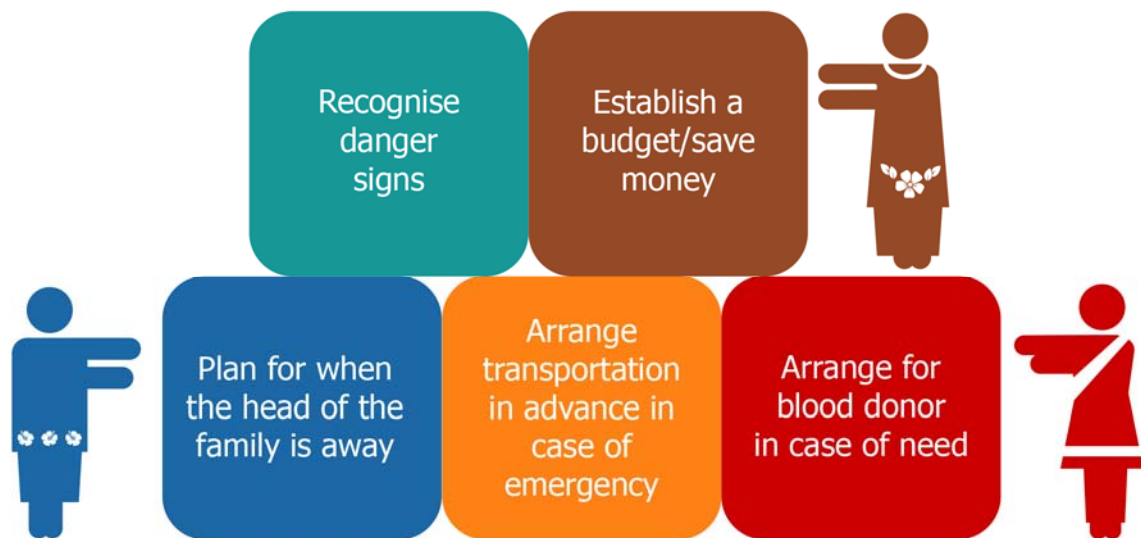 Recognise
danger
signs
Establish a
budget/save
money
Plan for when
the head of the
family is away
Arrange
transportation
in advance in
case of
emergency
Arrange for
blood donor
in case of need